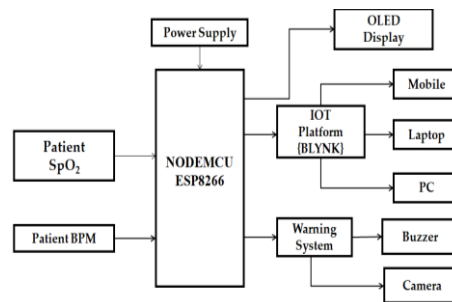 Power Supply
OLED
Display
Mobile
IOT
Platform
{BLYNK}
Laptop
NODEMCU
ESP8266
Patient
SpO₂
PC
Patient BPM
Warning
System
Buzzer
Camera